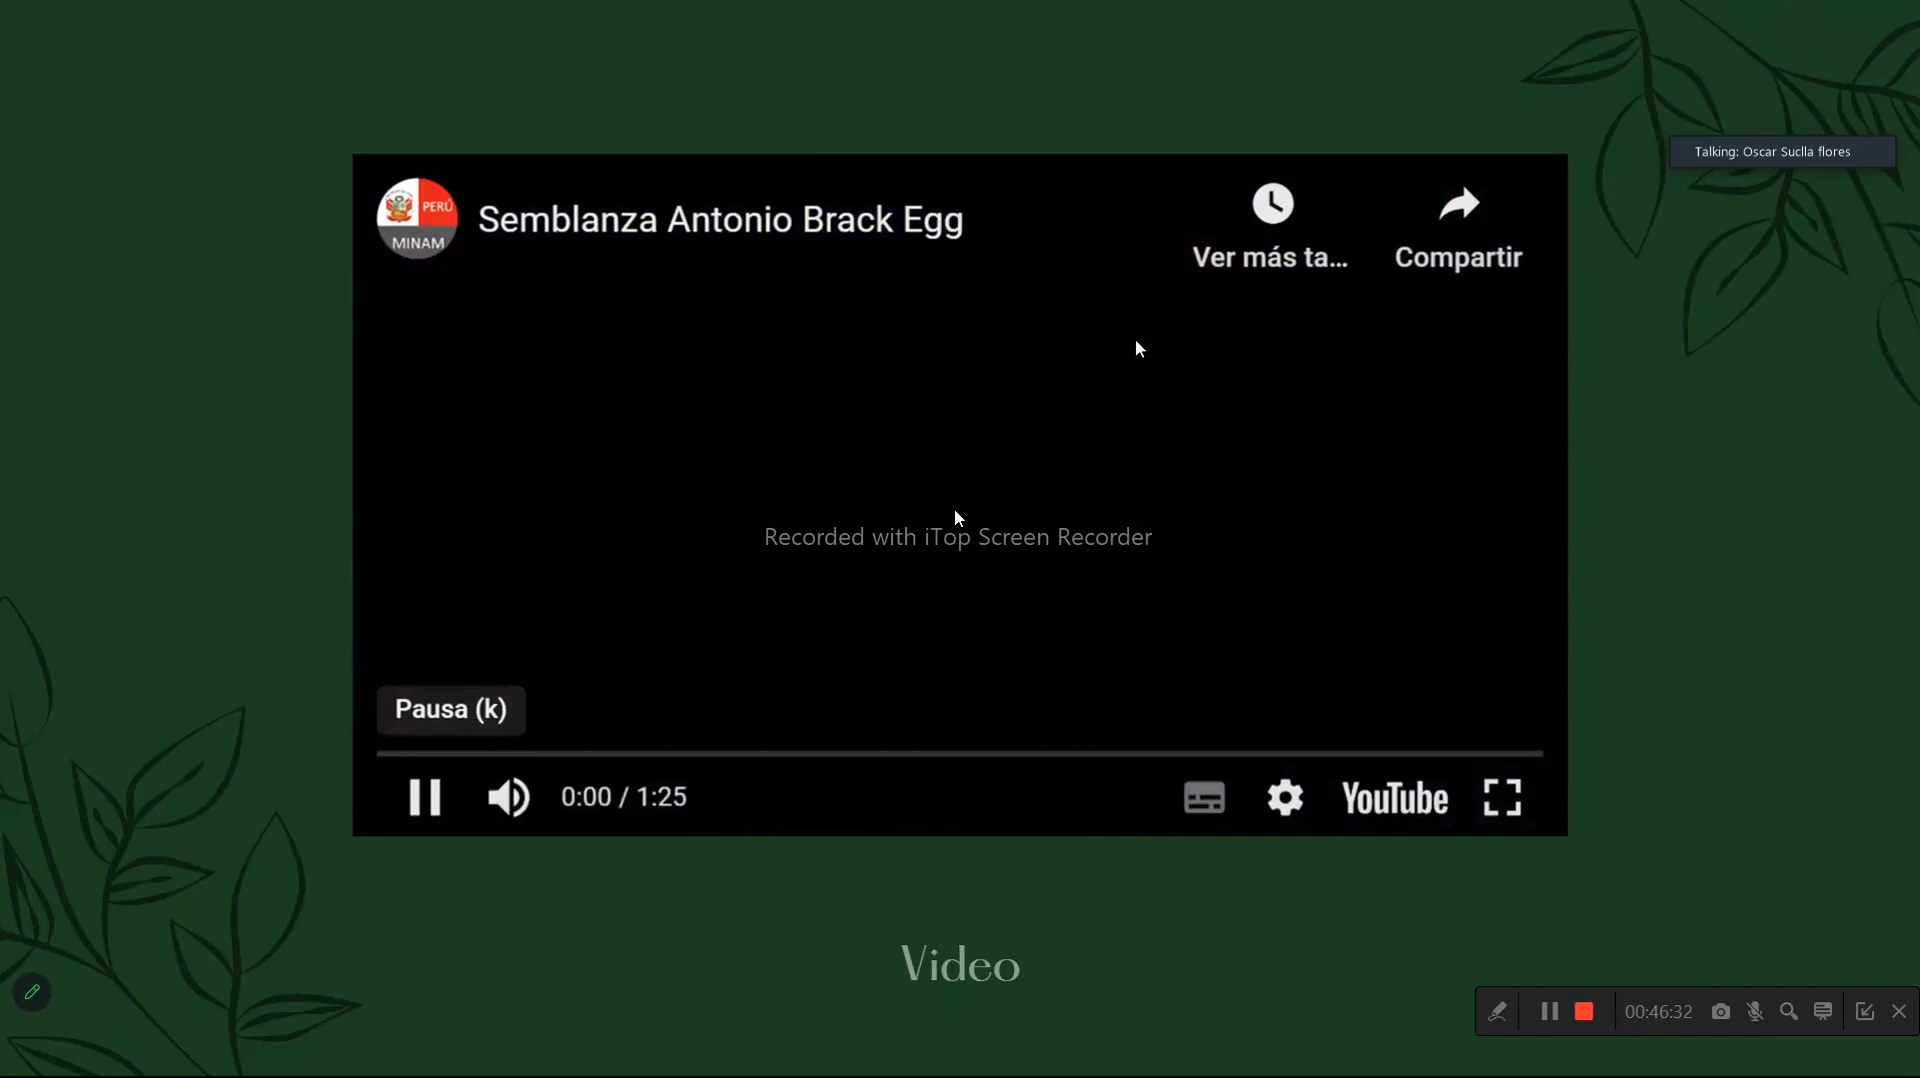 Talking: Oscar Suclla flores
PERÚ
MINAM
Semblanza Antonio Brack Egg
Ver más ta...
Compartir
Recorded with iTop Screen Recorder
Pausa (k)
0:00 / 1:25
YouTube
Video
00:46:32